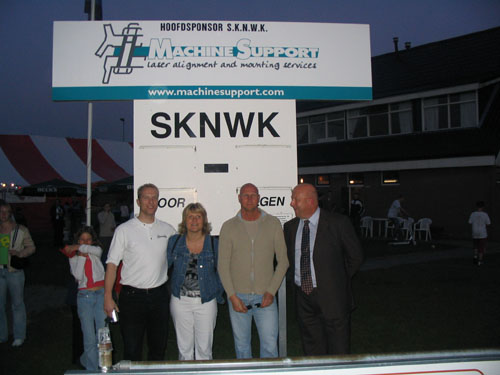 HOOFDSPONSOR S.K.N.W.K.
MACHINE SUPPORT
laser alignment and mounting services
www.machinesupport.com
SKNWK
OOR
GEN